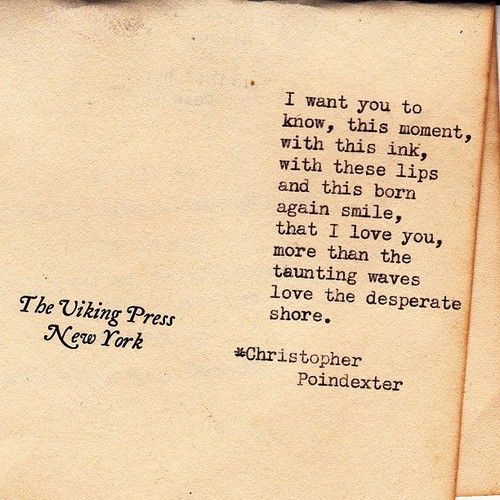 I want you to
know, this moment,
with this ink,
with these lips
and this born
again smile,
that I love you,
more than the
taunting waves
love the desperate
shore.
*Christopher
Poindexter
The Viking Press
New York